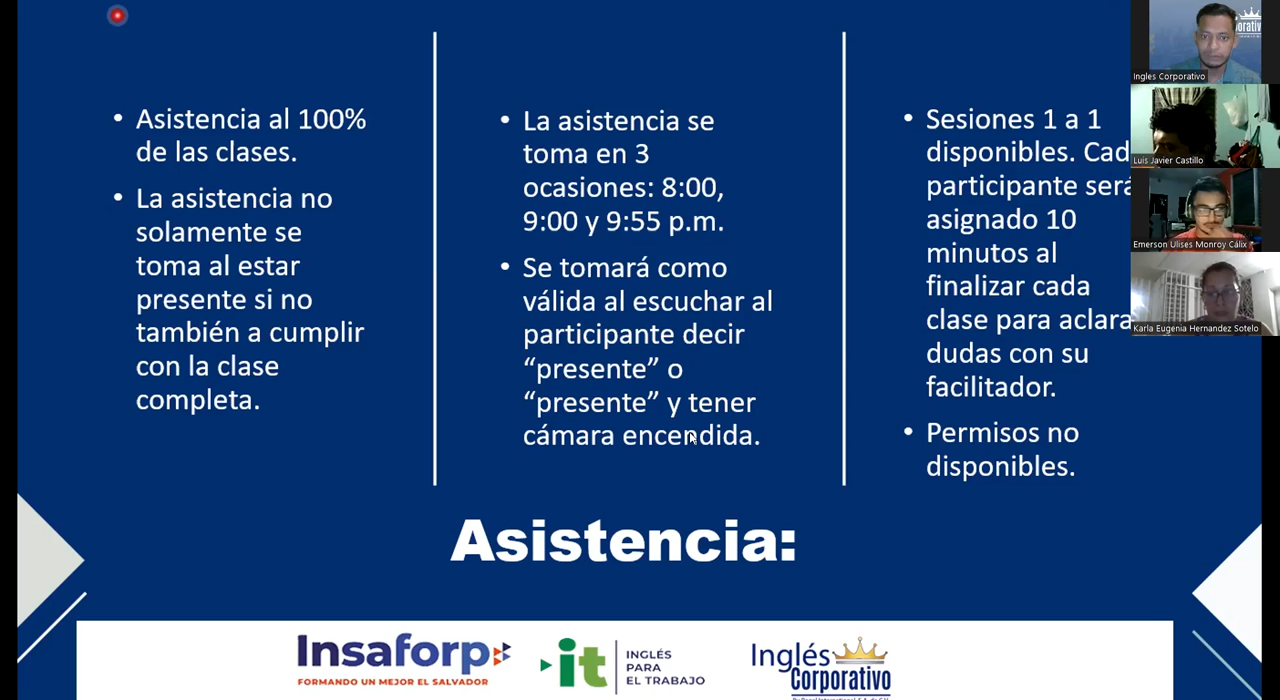 Asistencia al 100%
de las clases.
La asistencia no
solamente se
toma al estar
presente si no
también a cumplir
con la clase
completa.
La asistencia se
toma en 3
ocasiones: 8:00,
9:00 y 9:55 p.m.
Se tomará como
válida al escuchar al
participante decir
“presente” o
“presente” y tener
cámara encendida.
Sesiones 1 a 1
disponibles. Cad
participante será
asignado 10
minutos al
finalizar cada
clase para aclara
dudas con su
facilitador.
Permisos no
disponibles.
Asistencia:
Insaforp
FORMANDO UN MEJOR EL SALVADOR
it
INGLÉS
PARA
EL TRABAJO
Inglés
Corporativo
Ingles Corporativo
Luis Javier Castillo
Emerson Ulises Monroy Cálix
Karla Eugenia Hernandez Sotelo